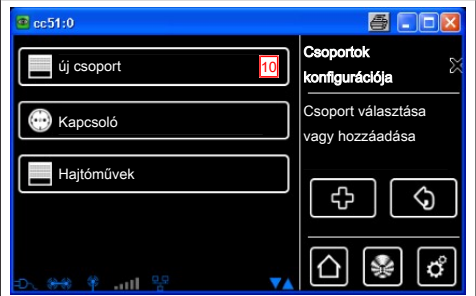 cc51:0
új csoport
10
Kapcsoló
Hajtóművek
Csoportok
konfigurációja
Csoport választása
vagy hozzáadása